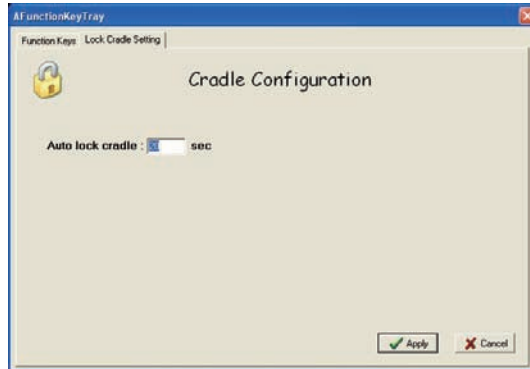 AFunctionKeyTray
Function Keys Lock Cradle Setting
Cradle Configuration
Auto lock cradle : sec
Apply Cancel